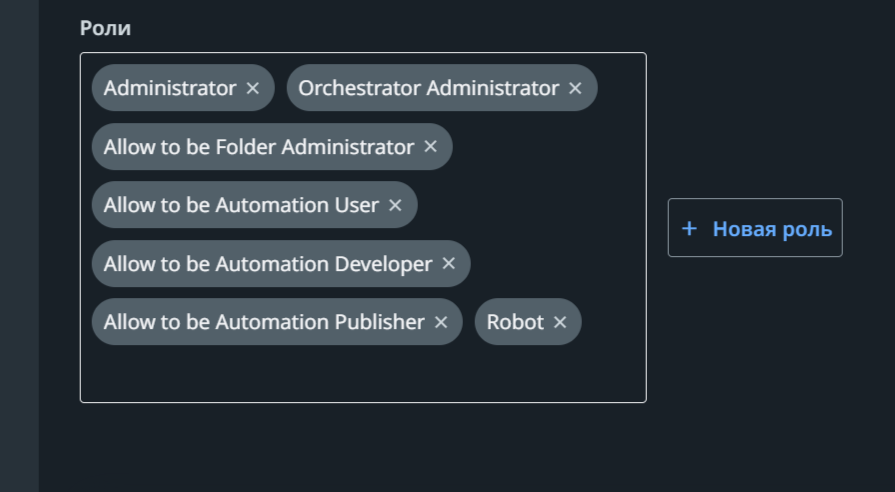 Роли
Administrator × Orchestrator Administrator ×
Allow to be Folder Administrator ×
Allow to be Automation User ×
Allow to be Automation Developer ×
+ Новая роль
Allow to be Automation Publisher × Robot ×